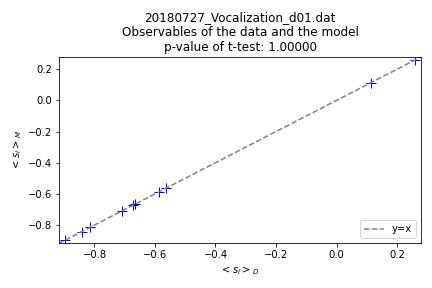 20180727_Vocalization_d01.dat
Observables of the data and the model
p-value of t-test: 1.00000
0.2
0.0
−0.2
−0.4
−0.6
−0.8
< s_i >_M
y=x
−0.8 −0.6 −0.4 −0.2 0.0 0.2
< s_i >_D